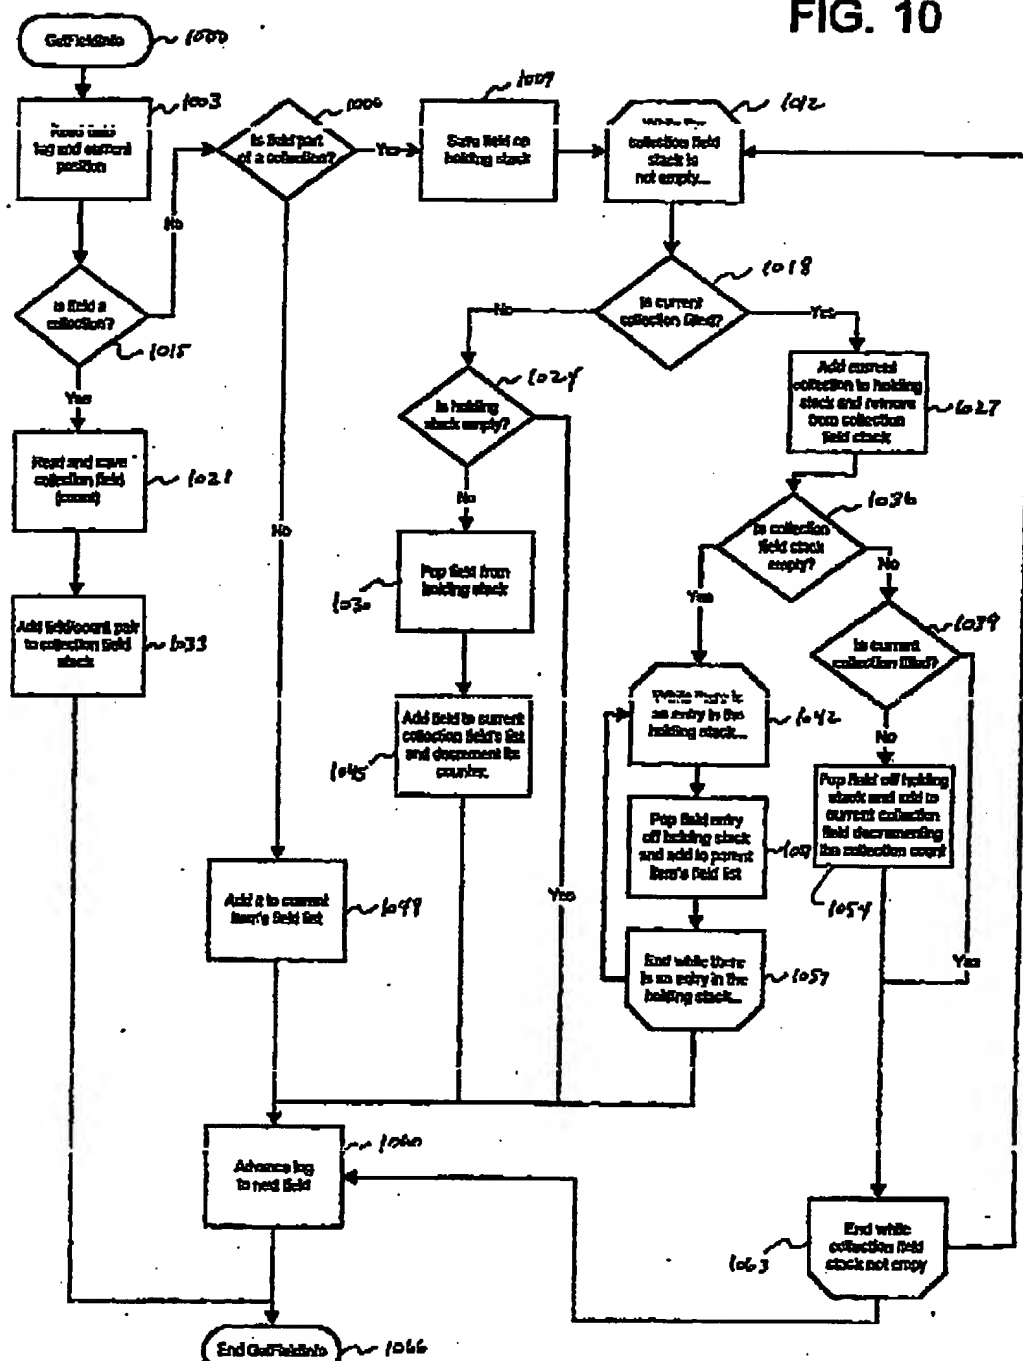 FIG. 10
GetFieldInfo
1000
1003
tag and current
position
1006
Is field part
of a collection?
Yes
1009
Save field on
holding stack
1012
collection field
stack is
not empty...
No
Is field a
collection?
1015
Yes
1018
Is current
collection filled?
No
Yes
1024
Is holding
stack empty?
Add current
collection to holding
stack and remove
from collection
field stack
1027
Read and save
collection field
(count)
1021
No
No
1036
Is collection
field stack
empty?
Pop field from
holding stack
1030
Yes
No
Add field/count pair
to collection field
stack
1033
1039
Is current
collection filled?
While there is
an entry in the
holding stack...
1042
Add field to current
collection field's list
and decrement its
counter.
1045
No
Pop field off holding
stack and add to
current collection
field decrementing
the collection count
1054
Pop field entry
off holding stack
and add to parent
item's field list
Add it to current
item's field list
1048
Yes
Yes
End while there
is an entry in the
holding stack...
1057
1060
Advance log
to next field
End while
collection field
stack not empy
1063
End GetFieldInfo
1066